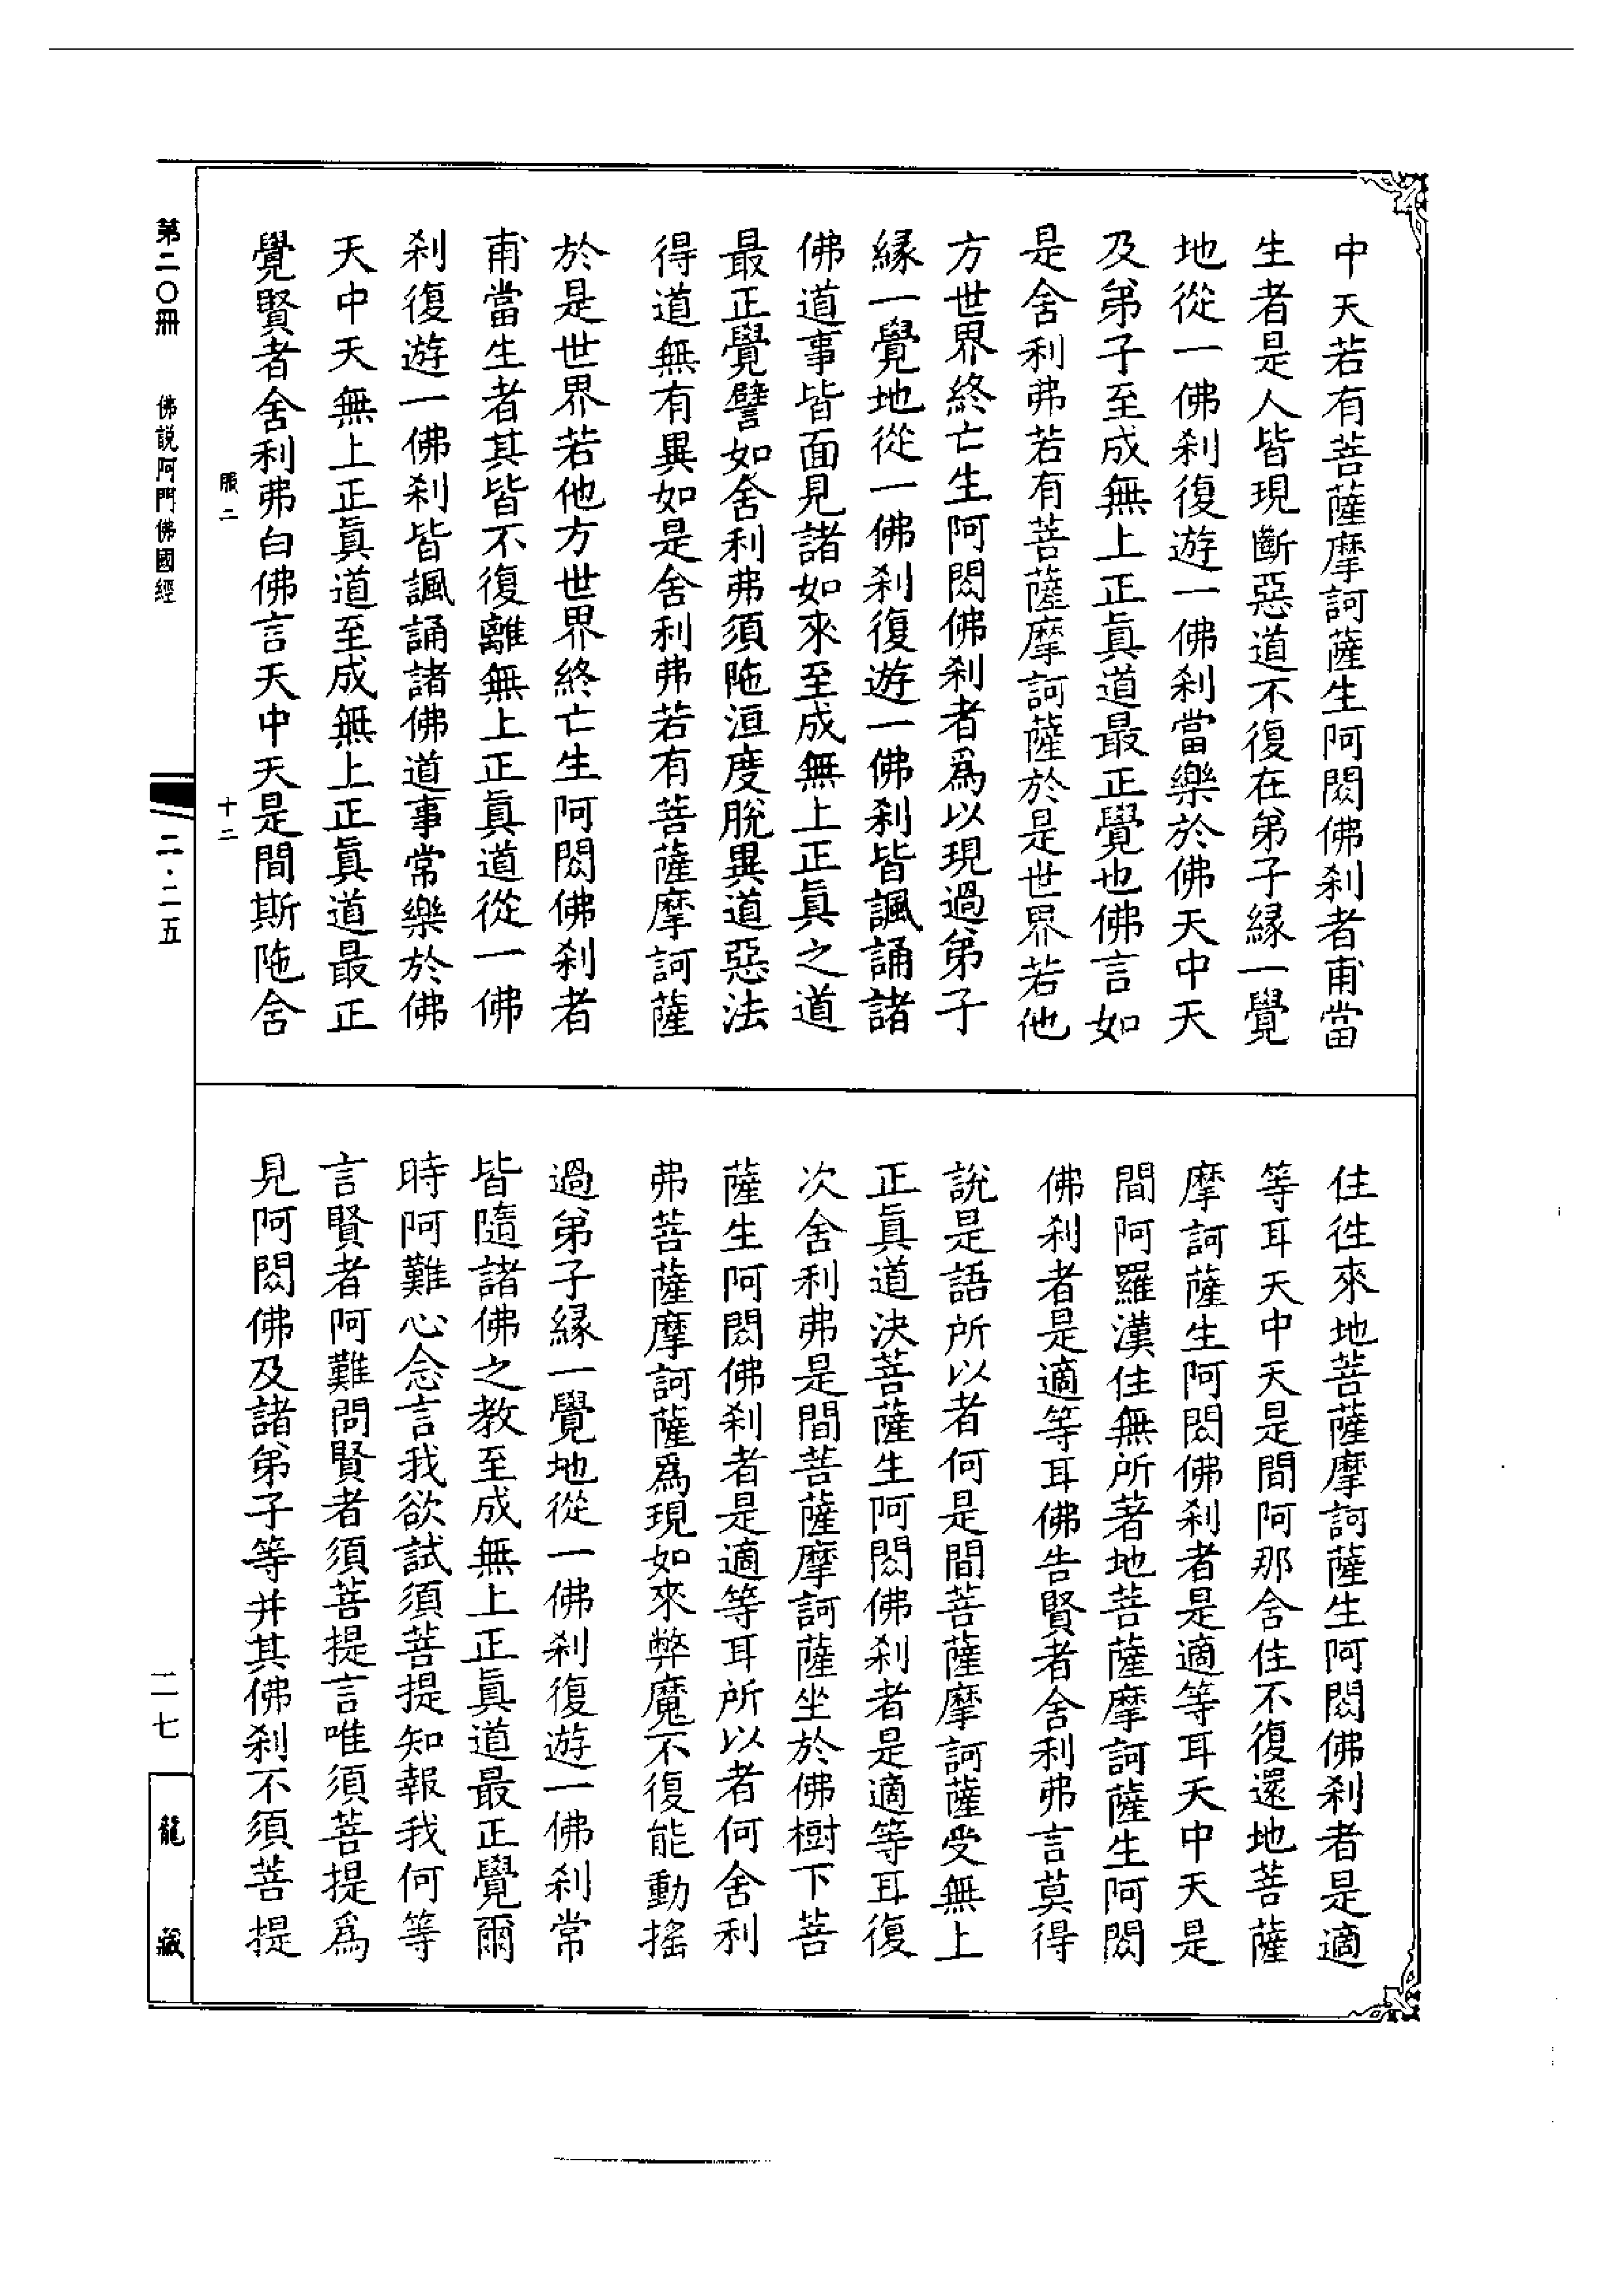 中天若有菩薩摩訶薩生阿閦佛刹者甫當
生者是人皆現斷惡道不復在弟子緣一覺
地從一佛刹復遊一佛刹當樂於佛天中天
及弟子至成無上正眞道最正覺也佛言如
是舍利弗若有菩薩摩訶薩於是世界若他
方世界終亡生阿閦佛刹者爲以現過弟子
緣一覺地從一佛刹復遊一佛刹皆諷誦諸
佛道事皆面見諸如來至成無上正眞之道
最正覺譬如舍利弗須陁洹度脫異道惡法
得道無有異如是舍利弗若有菩薩摩訶薩
於是世界若他方世界終亡生阿閦佛刹者
甫當生者其皆不復離無上正眞道從一佛
刹復遊一佛刹皆諷誦諸佛道事常樂於佛
天中天無上正眞道至成無上正眞道最正
覺賢者舍利弗白佛言天中天是間斯陁含
住徃來地菩薩摩訶薩生阿閦佛刹者是適
等耳天中天是間阿那含住不復還地菩薩
摩訶薩生阿閦佛刹者是適等耳天中天是
間阿羅漢住無所著地菩薩摩訶薩生阿閦
佛刹者是適等耳佛告賢者舍利弗言莫得
說是語所以者何是間菩薩摩訶薩受無上
正眞道決菩薩生阿閦佛刹者是適等耳復
次舍利弗是間菩薩摩訶薩坐於佛樹下菩
薩生阿閦佛刹者是適等耳所以者何舍利
弗菩薩摩訶薩爲現如來弊魔不復能動搖
過弟子緣一覺地從一佛刹復遊一佛刹常
皆隨諸佛之教至成無上正眞道最正覺爾
時阿難心念言我欲試須菩提知報我何等
言賢者阿難問賢者須菩提言唯須菩提爲
見阿閦佛及諸弟子等并其佛刹不須菩提
服二 十二
第二〇冊 佛説阿閦佛國經 二·二五 二一七 龍藏